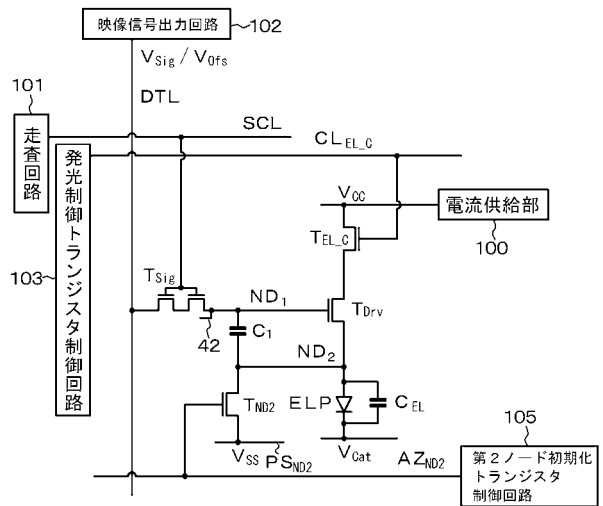 映像信号出力回路
102
V_Sig / V_Ofs
101
DTL
走査回路
SCL
CL_EL_C
発光制御トランジスタ制御回路
103
V_CC
電流供給部
100
T_EL_C
T_Sig
ND_1
T_Drv
42
C_1
ND_2
T_ND2
ELP
C_EL
105
V_SS
PS_ND2
V_Cat
AZ_ND2
第2ノード初期化
トランジスタ
制御回路